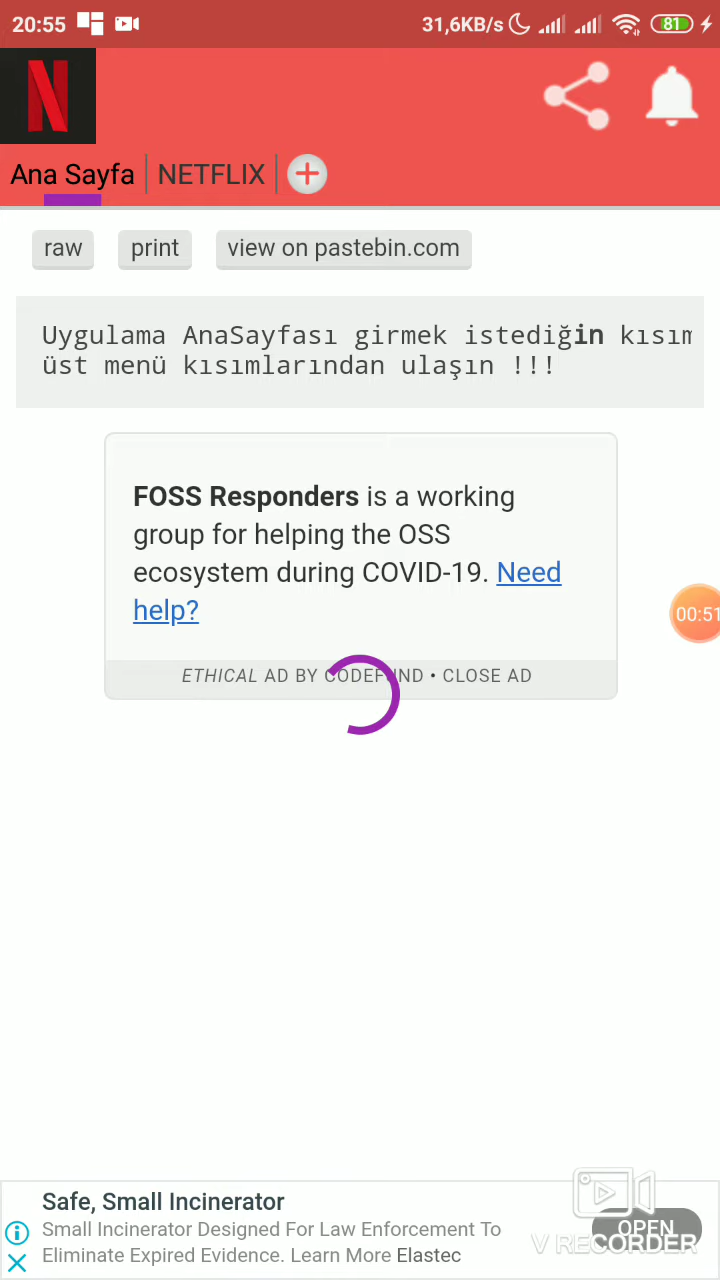 20:55 31,6KB/s 81
N
Ana Sayfa NETFLIX +
raw print view on pastebin.com
Uygulama AnaSayfası girmek istediğin kısım
üst menü kısımlarından ulaşın !!!
FOSS Responders is a working
group for helping the OSS
ecosystem during COVID-19. Need
help?
00:51
ETHICAL AD BY CODEFUND • CLOSE AD
Safe, Small Incinerator
Small Incinerator Designed For Law Enforcement To
Eliminate Expired Evidence. Learn More Elastec
OPEN
V RECORDER